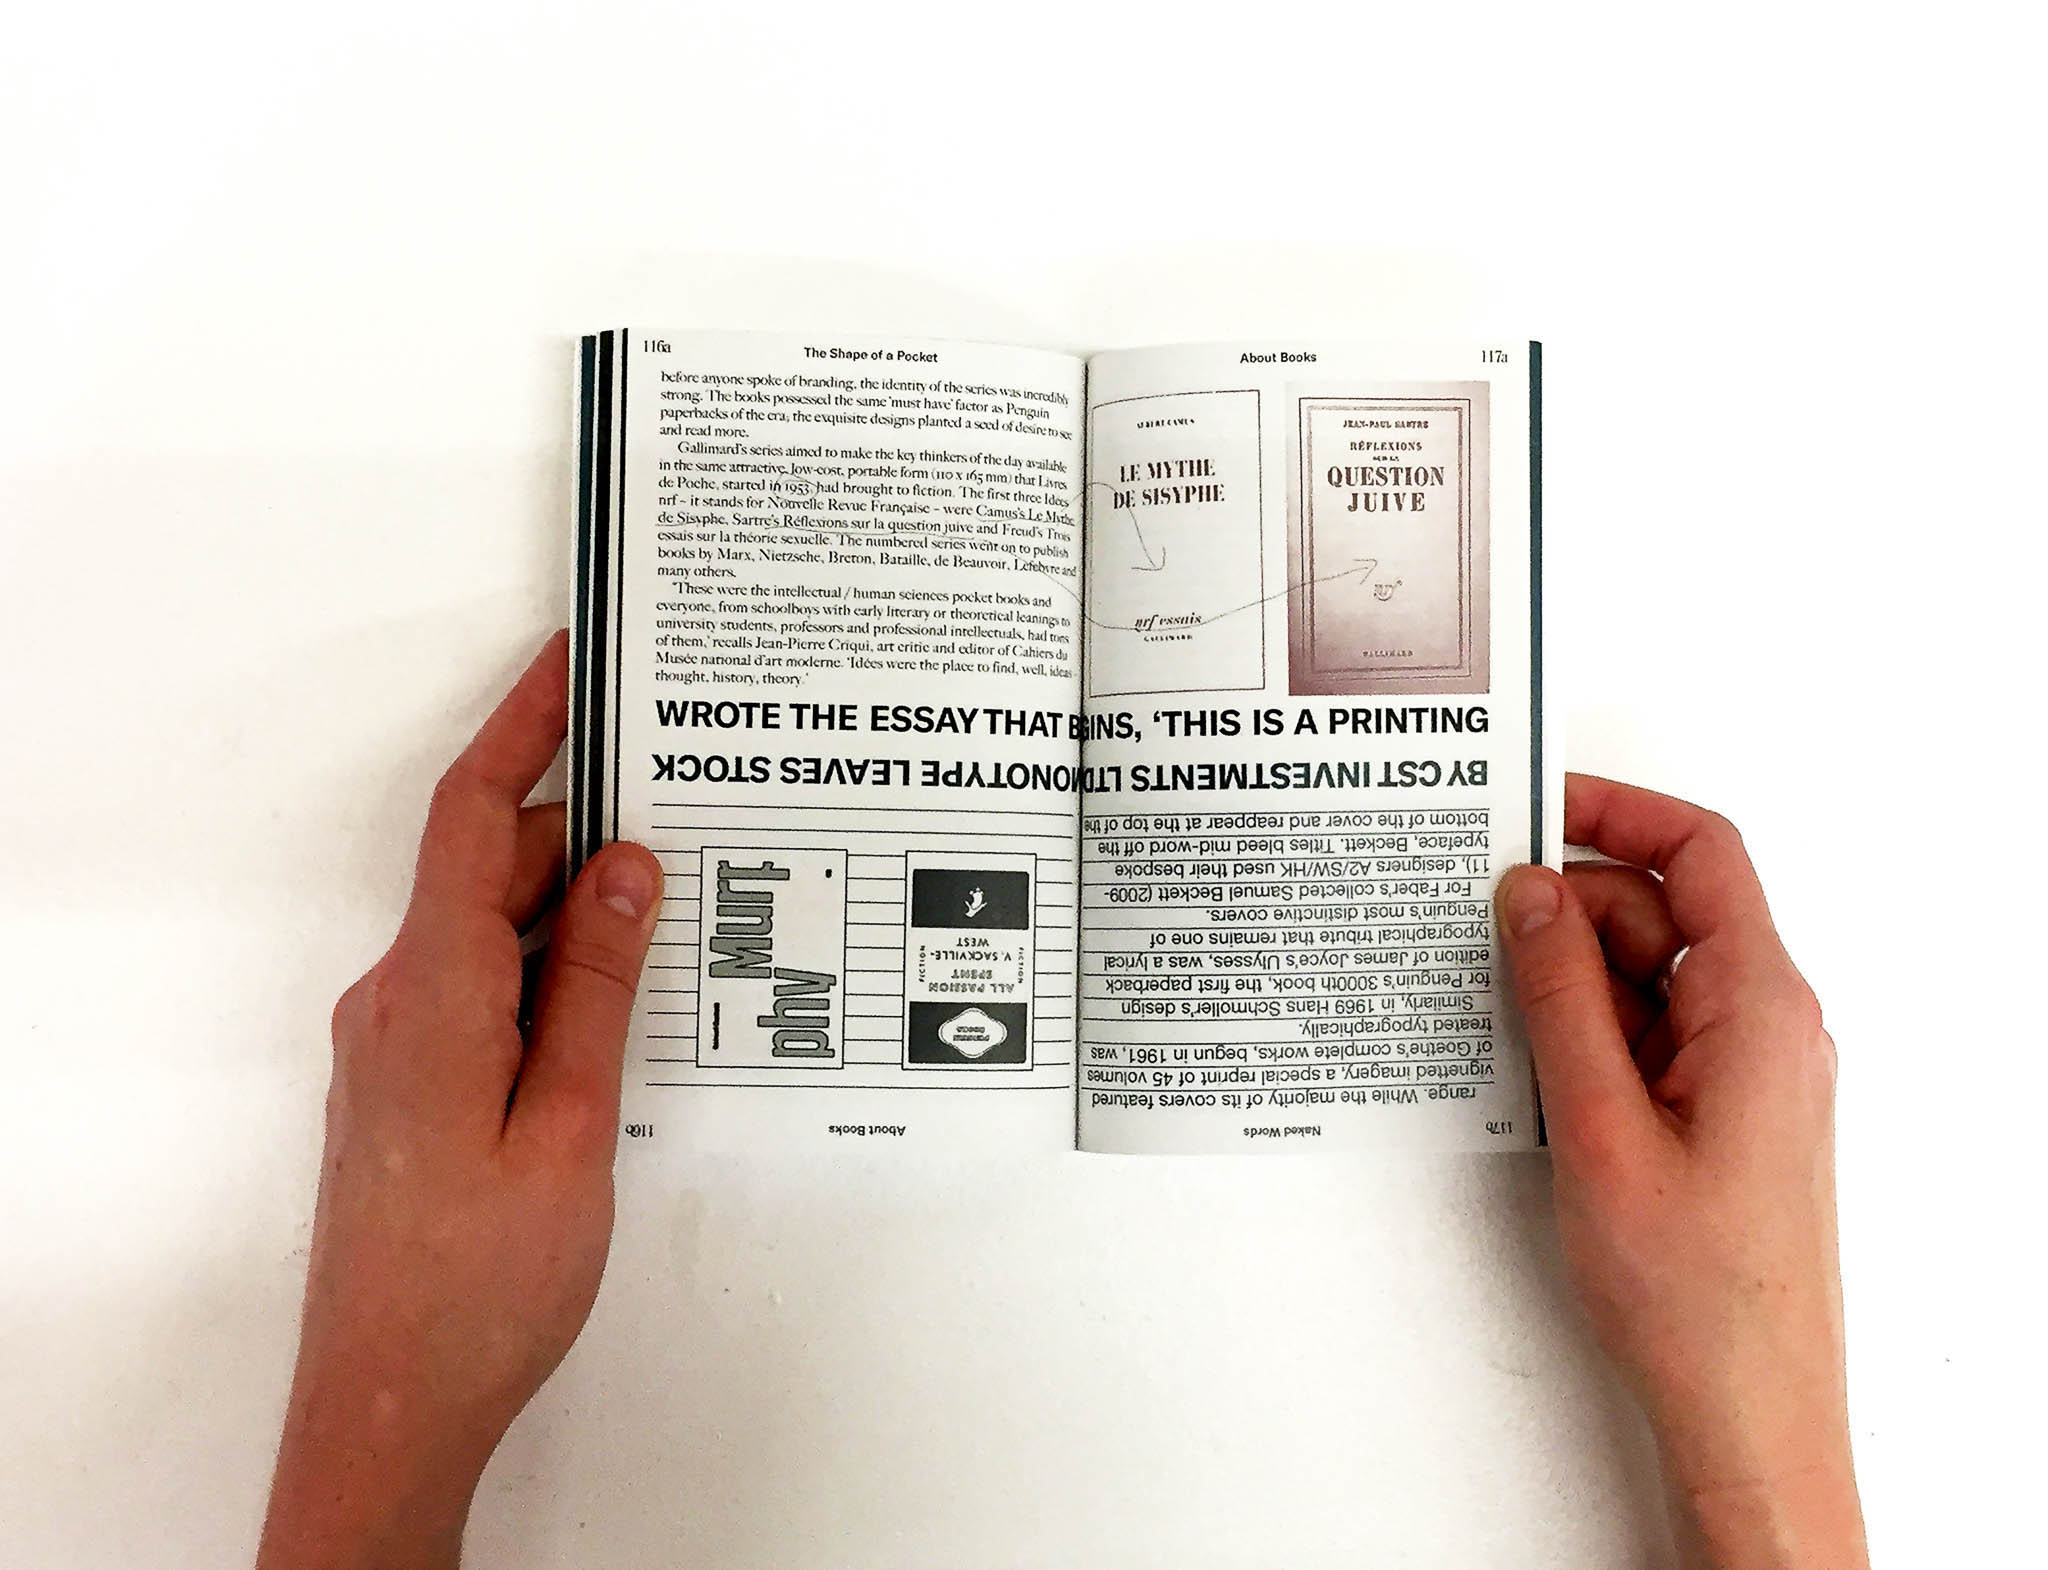 116a
The Shape of a Pocket
before anyone spoke of branding, the identity of the series was incredibly
strong. The books possessed the same 'must have' factor as Penguin
paperbacks of the era; the exquisite designs planted a seed of desire to see
and read more.
Gallimard's series aimed to make the key thinkers of the day available
in the same attractive, low-cost, portable form (110 x 165 mm) that Livres
de Poche, started in 1953, had brought to fiction. The first three Idées
nrf – it stands for Nouvelle Revue Française – were Camus's Le Mythe
de Sisyphe, Sartre's Réflexions sur la question juive and Freud's Trois
essais sur la théorie sexuelle. The numbered series went on to publish
books by Marx, Nietzsche, Breton, Bataille, de Beauvoir, Lefebvre and
many others.
'These were the intellectual / human sciences pocket books and
everyone, from schoolboys with early literary or theoretical leanings to
university students, professors and professional intellectuals, had tons
of them,' recalls Jean-Pierre Criqui, art critic and editor of Cahiers du
Musée national d'art moderne. 'Idées were the place to find, well, ideas –
thought, history, theory.'
About Books
117a
ALBERT CAMUS
LE MYTHE
DE SISYPHE
nrf essais
GALLIMARD
JEAN-PAUL SARTRE
RÉFLEXIONS
SUR LA
QUESTION
JUIVE
nrf
GALLIMARD
WROTE THE ESSAY THAT BEGINS, 'THIS IS A PRINTING
BY CST INVESTMENTS LTD MONOTYPE LEAVES STOCK
117b
Naked Words
range. While the majority of its covers featured
vignetted imagery, a special reprint of 45 volumes
of Goethe's complete works, begun in 1961, was
treated typographically.
Similarly, in 1969 Hans Schmoller's design
for Penguin's 3000th book, the first paperback
edition of James Joyce's Ulysses, was a lyrical
typographical tribute that remains one of
Penguin's most distinctive covers.
For Faber's collected Samuel Beckett (2009-
11), designers A2/SW/HK used their bespoke
typeface, Beckett. Titles bleed mid-word off the
bottom of the cover and reappear at the top of the
About Books
116b
PENGUIN
BOOKS
ALL PASSION
SPENT
FICTION
V. SACKVILLE-
WEST
FICTION
Murp
phy